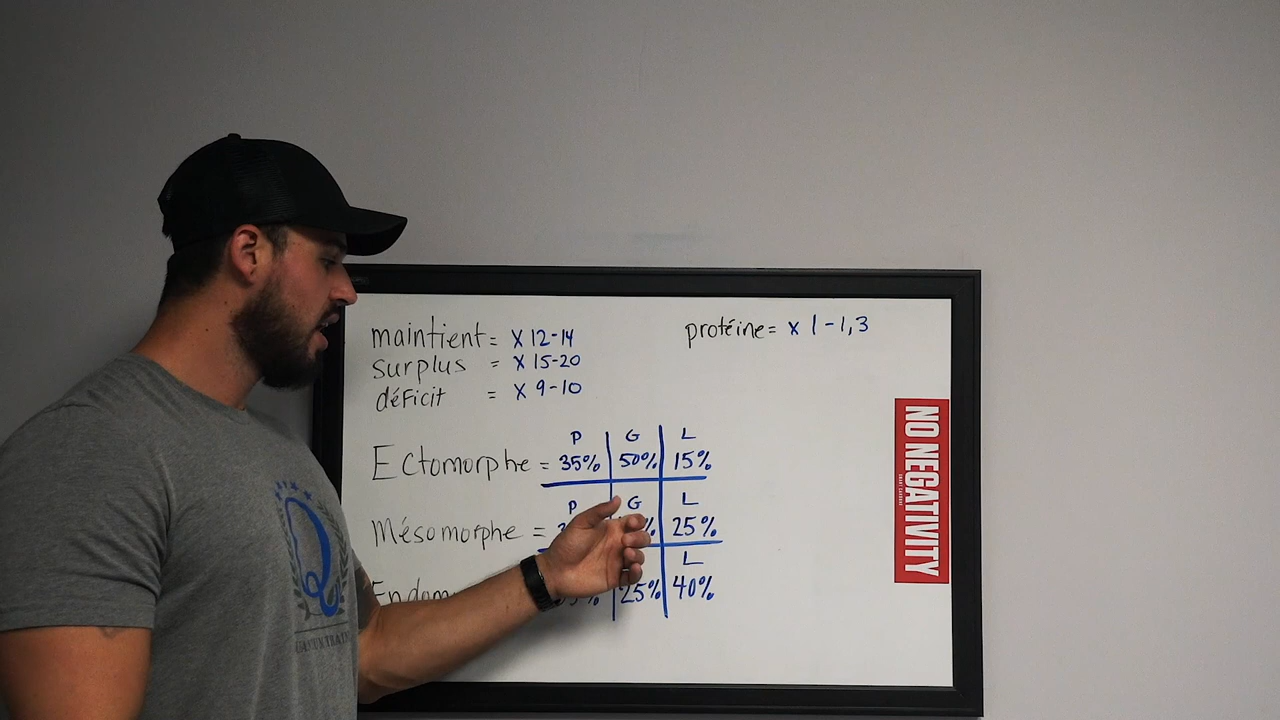 maintient = x 12-14
surplus = x 15-20
déficit = x 9-10
protéine = x 1-1,3
P G L
Ectomorphe = 35% 50% 15%
P G L
Mésomorphe = 25%
L
25% 40%
NO NEGATIVITY
Q